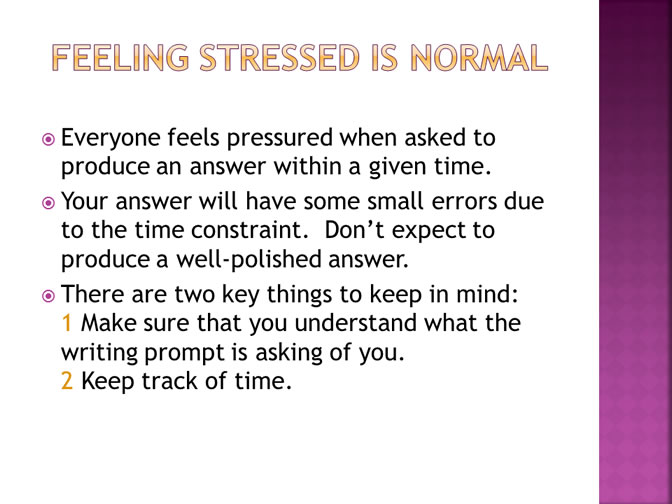 FEELING STRESSED IS NORMAL
Everyone feels pressured when asked to
produce an answer within a given time.
Your answer will have some small errors due
to the time constraint.  Don’t expect to
produce a well-polished answer.
There are two key things to keep in mind:
1 Make sure that you understand what the
writing prompt is asking of you.
2 Keep track of time.